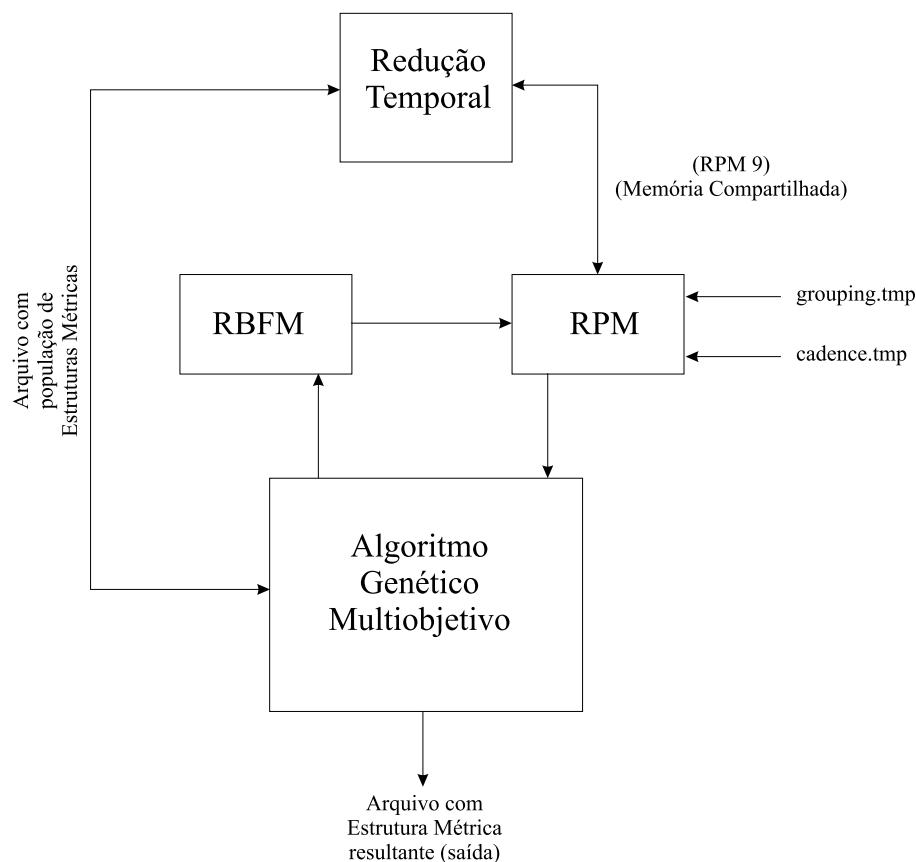 Redução
Temporal
(RPM 9)
(Memória Compartilhada)
Arquivo com
população de
Estruturas Métricas
RBFM
RPM
grouping.tmp
cadence.tmp
Algoritmo
Genético
Multiobjetivo
Arquivo com
Estrutura Métrica
resultante (saída)